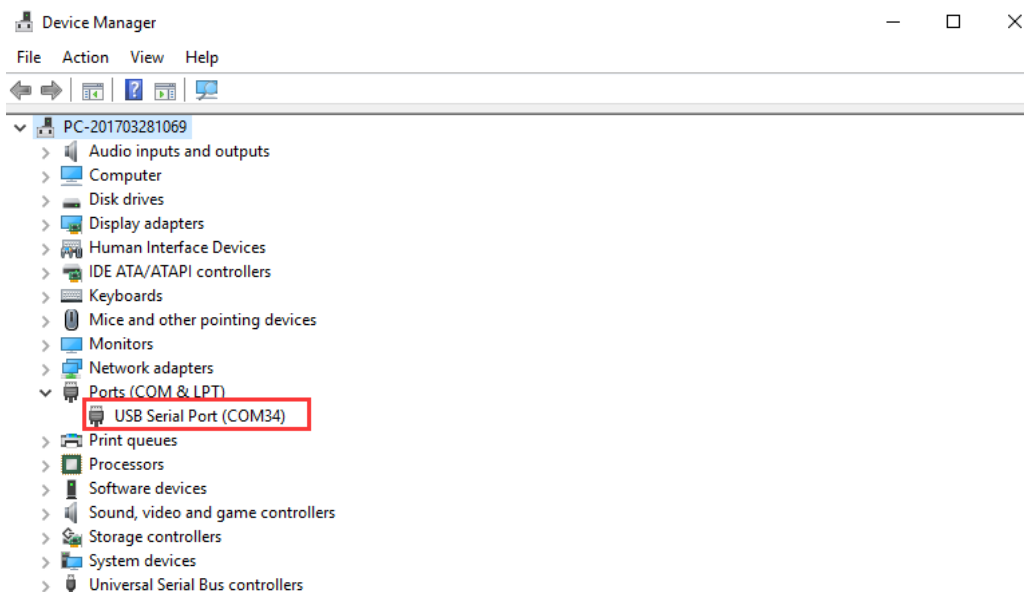 Device Manager
File Action View Help
PC-201703281069
Audio inputs and outputs
Computer
Disk drives
Display adapters
Human Interface Devices
IDE ATA/ATAPI controllers
Keyboards
Mice and other pointing devices
Monitors
Network adapters
Ports (COM & LPT)
USB Serial Port (COM34)
Print queues
Processors
Software devices
Sound, video and game controllers
Storage controllers
System devices
Universal Serial Bus controllers